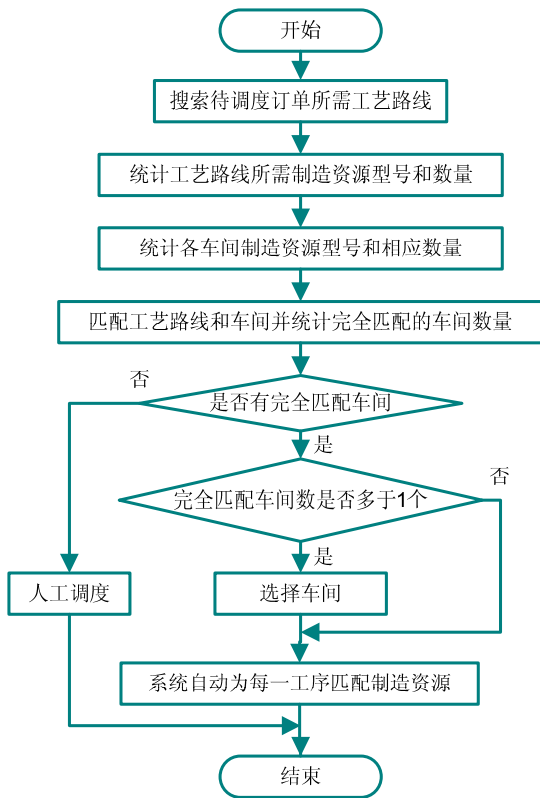 开始
搜索待调度订单所需工艺路线
统计工艺路线所需制造资源型号和数量
统计各车间制造资源型号和相应数量
匹配工艺路线和车间并统计完全匹配的车间数量
否
是否有完全匹配车间
是
否
完全匹配车间数是否多于1个
是
人工调度
选择车间
系统自动为每一工序匹配制造资源
结束